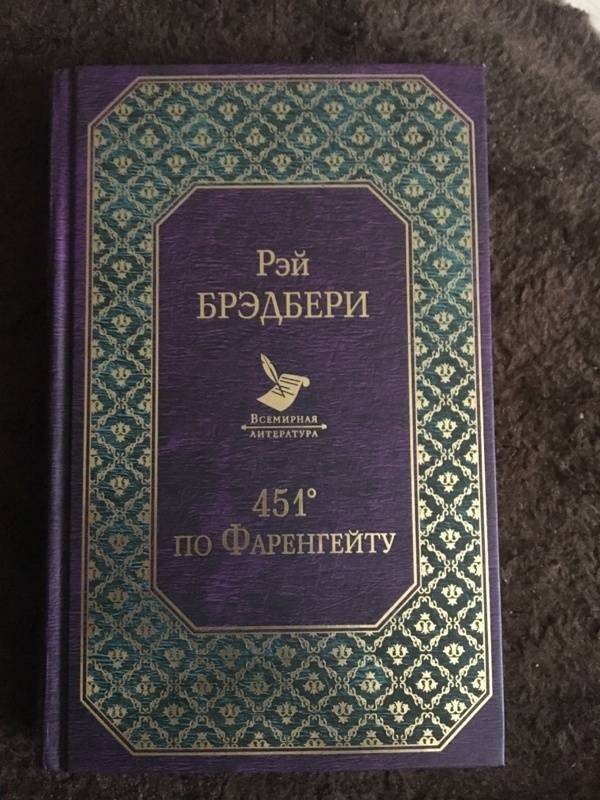 Рэй
БРЭДБЕРИ
Всемирная
литература
451°
по Фаренгейту